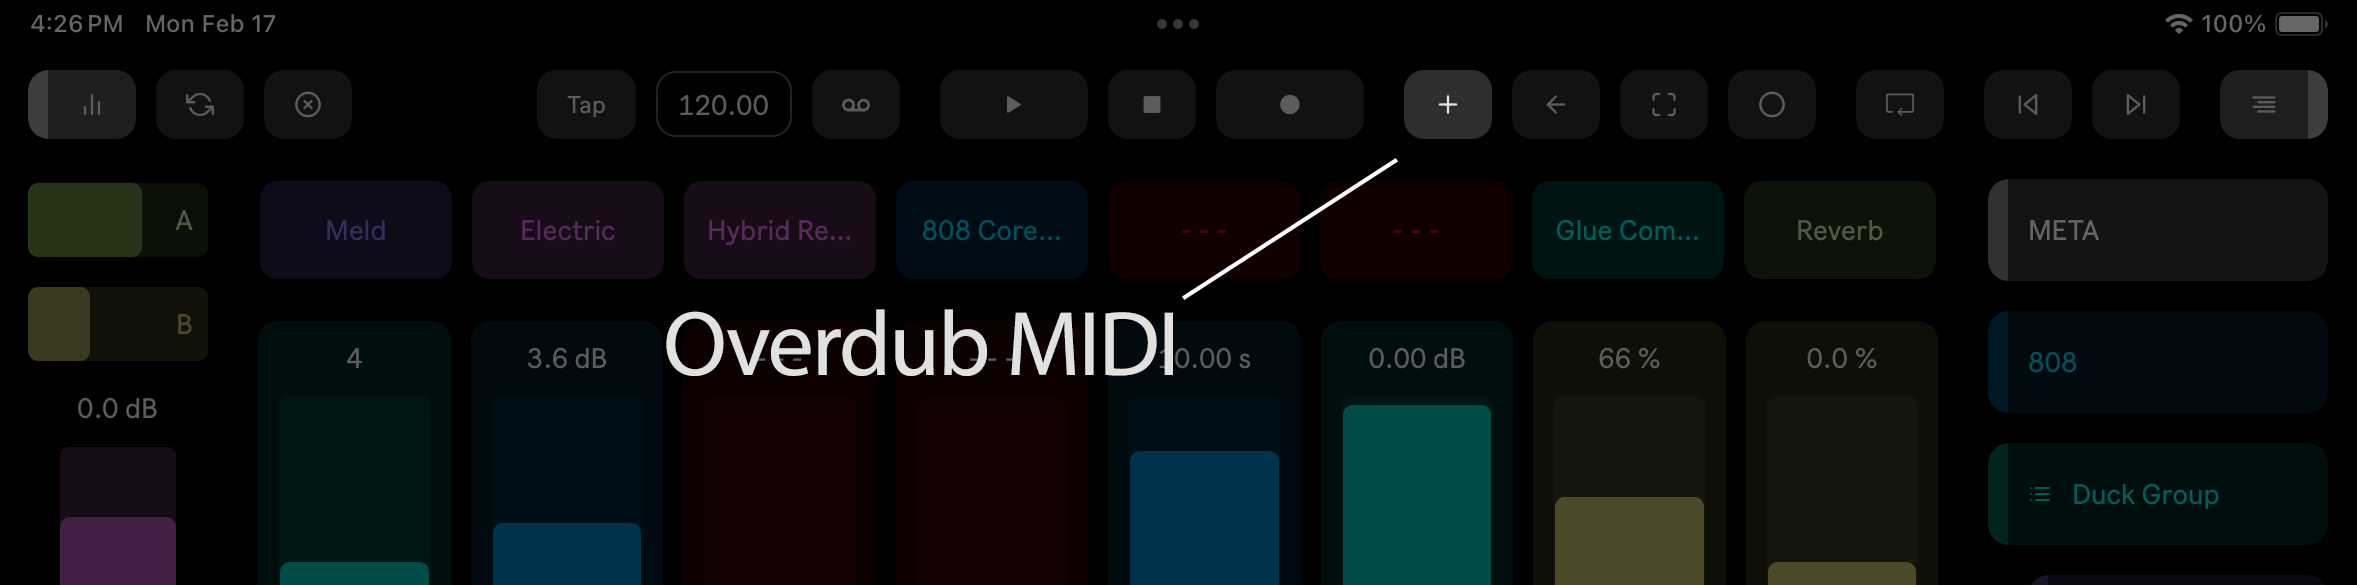 4:26 PM Mon Feb 17
100%
Tap
120.00
A
Meld
Electric
Hybrid Re...
808 Core...
- - -
- - -
Glue Com...
Reverb
META
B
Overdub MIDI
4
3.6 dB
- - -
- - -
10.00 s
0.00 dB
66 %
0.0 %
808
0.0 dB
Duck Group